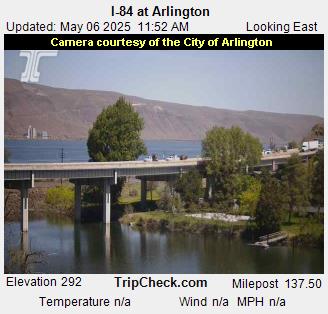 I-84 at Arlington
Updated: May 06 2025 11:52 AM Looking East
Camera courtesy of the City of Arlington
Elevation 292 TripCheck.com Milepost 137.50
Temperature n/a Wind n/a MPH n/a